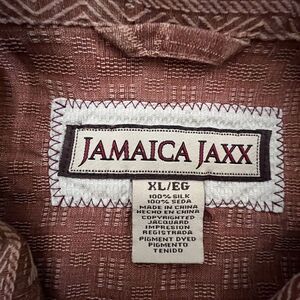 JAMAICA JAXX
XL/EG
100% SILK
100% SEDA
MADE IN CHINA
HECHO EN CHINA
COPYRIGHTED
JACQUARD
IMPRESION
REGISTRADA
PIGMENT DYED
PIGMENTO
TENIDO